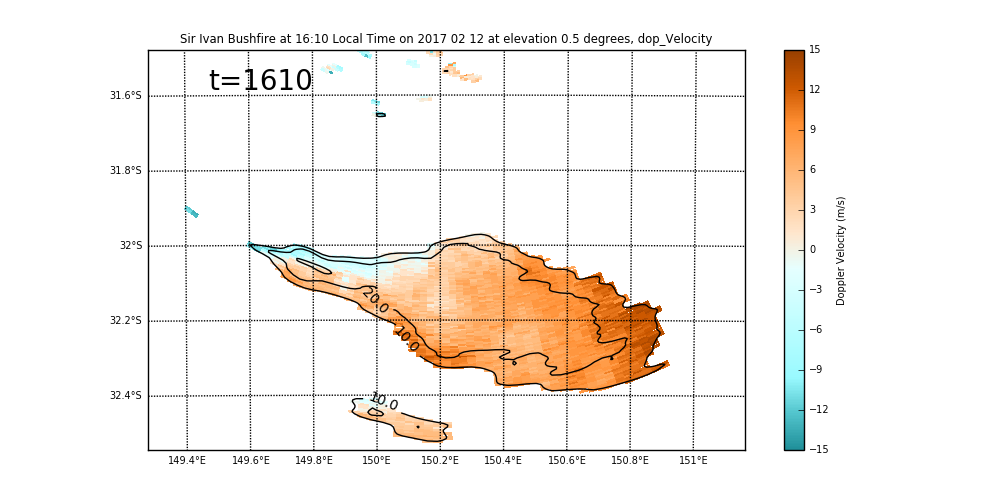 Sir Ivan Bushfire at 16:10 Local Time on 2017 02 12 at elevation 0.5 degrees, dop_Velocity
t=1610
31.6°S
31.8°S
32°S
32.2°S
32.4°S
20.0
10.0
10.0
149.4°E 149.6°E 149.8°E 150°E 150.2°E 150.4°E 150.6°E 150.8°E 151°E
15
12
9
6
3
0
−3
−6
−9
−12
−15
Doppler Velocity (m/s)